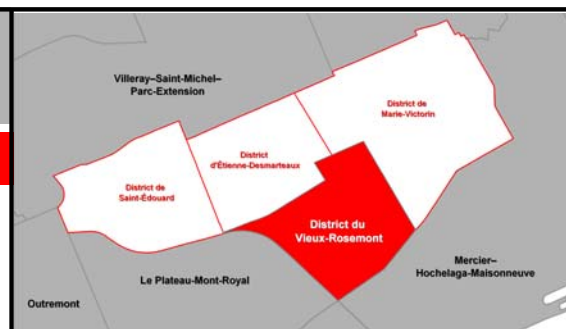 Villeray–Saint-Michel–
Parc-Extension
District de
Marie-Victorin
District
d'Étienne-Desmarteaux
District de
Saint-Édouard
District du
Vieux-Rosemont
Mercier–
Hochelaga-Maisonneuve
Le Plateau-Mont-Royal
Outremont